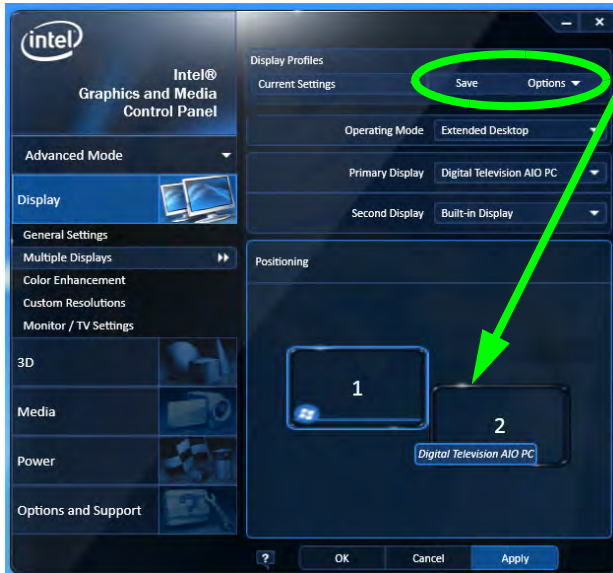 intel
Intel®
Graphics and Media
Control Panel
Advanced Mode
Display
General Settings
Multiple Displays
Color Enhancement
Custom Resolutions
Monitor / TV Settings
3D
Media
Power
Options and Support
Display Profiles
Current Settings Save Options
Operating Mode Extended Desktop
Primary Display Digital Television AIO PC
Second Display Built-in Display
Positioning
1
2
Digital Television AIO PC
? OK Cancel Apply